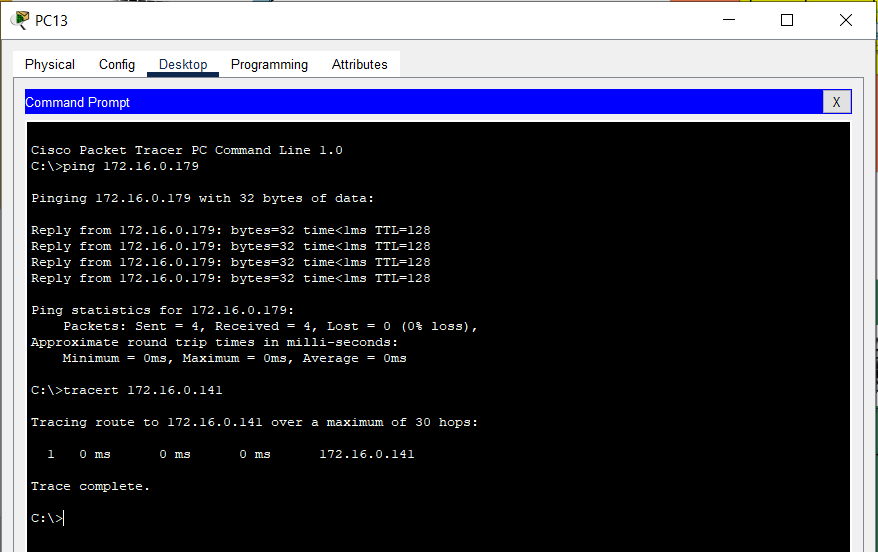 PC13
Physical Config Desktop Programming Attributes
Command Prompt
X
Cisco Packet Tracer PC Command Line 1.0
C:\>ping 172.16.0.179
Pinging 172.16.0.179 with 32 bytes of data:
Reply from 172.16.0.179: bytes=32 time<1ms TTL=128
Reply from 172.16.0.179: bytes=32 time<1ms TTL=128
Reply from 172.16.0.179: bytes=32 time<1ms TTL=128
Reply from 172.16.0.179: bytes=32 time<1ms TTL=128
Ping statistics for 172.16.0.179:
Packets: Sent = 4, Received = 4, Lost = 0 (0% loss),
Approximate round trip times in milli-seconds:
Minimum = 0ms, Maximum = 0ms, Average = 0ms
C:\>tracert 172.16.0.141
Tracing route to 172.16.0.141 over a maximum of 30 hops:
1 0 ms 0 ms 0 ms 172.16.0.141
Trace complete.
C:\>